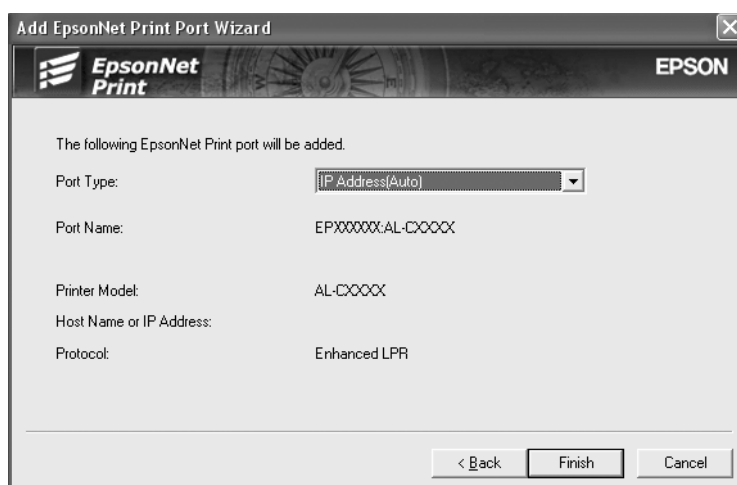 Add EpsonNet Print Port Wizard
EpsonNet
Print
EPSON
The following EpsonNet Print port will be added.
Port Type: IP Address(Auto)
Port Name: EPXXXXXX:AL-CXXXX
Printer Model: AL-CXXXX
Host Name or IP Address:
Protocol: Enhanced LPR
< Back Finish Cancel